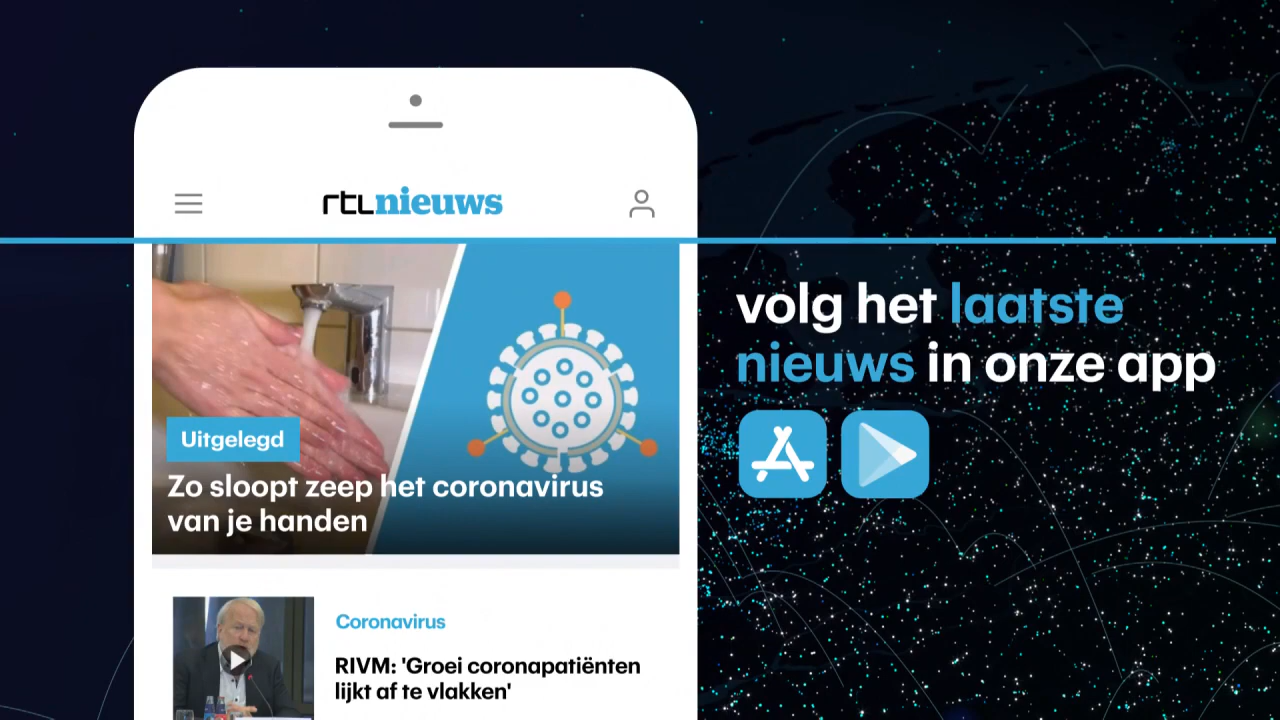 rtlnieuws
Uitgelegd
Zo sloopt zeep het coronavirus
van je handen
Coronavirus
RIVM: 'Groei coronapatiënten
lijkt af te vlakken'
volg het laatste
nieuws in onze app